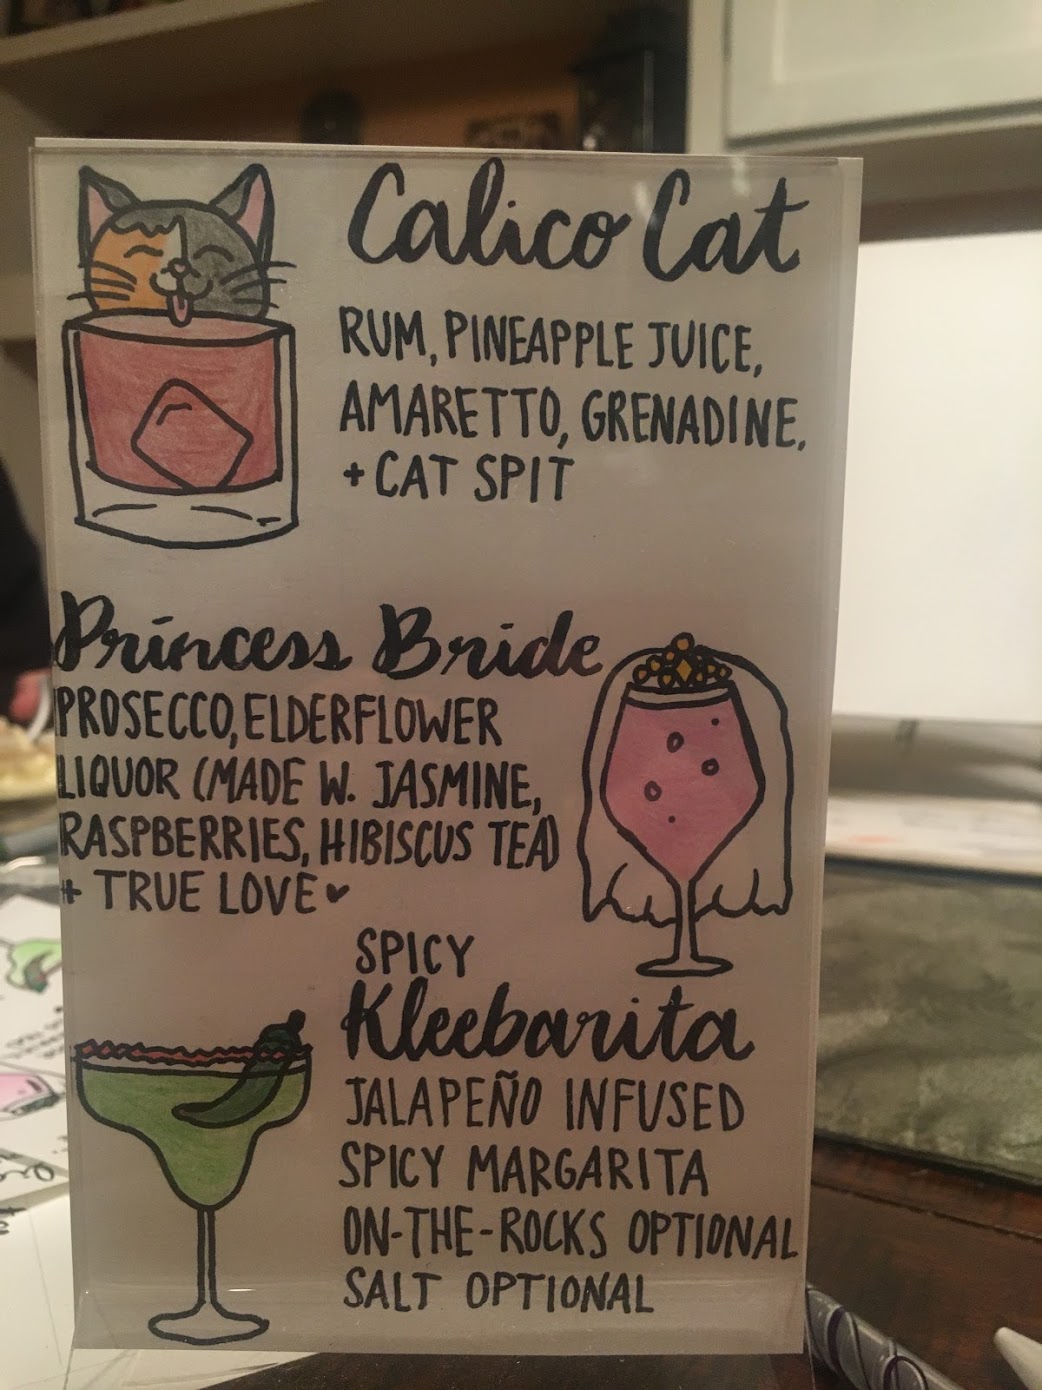 Calico Cat
RUM, PINEAPPLE JUICE,
AMARETTO, GRENADINE,
+ CAT SPIT
Princess Bride
PROSECCO, ELDERFLOWER
LIQUOR (MADE W. JASMINE,
RASPBERRIES, HIBISCUS TEA)
+ TRUE LOVE ♥
SPICY
Kleebarita
JALAPEÑO INFUSED
SPICY MARGARITA
ON-THE-ROCKS OPTIONAL
SALT OPTIONAL